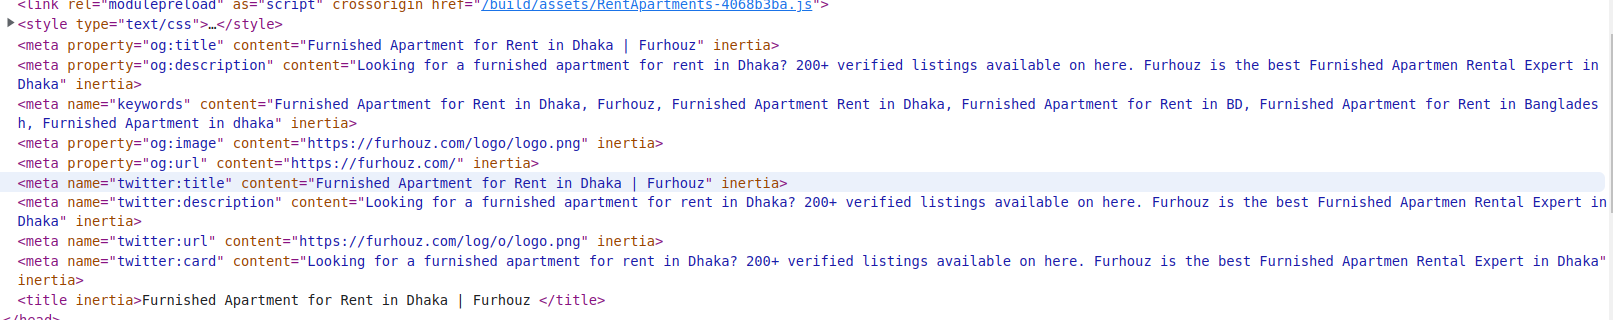 <link rel="modulepreload" as="script" crossorigin href="/build/assets/RentApartments-4068b3ba.js">
▶<style type="text/css">…</style>
<meta property="og:title" content="Furnished Apartment for Rent in Dhaka | Furhouz" inertia>
<meta property="og:description" content="Looking for a furnished apartment for rent in Dhaka? 200+ verified listings available on here. Furhouz is the best Furnished Apartmen Rental Expert in
Dhaka" inertia>
<meta name="keywords" content="Furnished Apartment for Rent in Dhaka, Furhouz, Furnished Apartment Rent in Dhaka, Furnished Apartment for Rent in BD, Furnished Apartment for Rent in Banglades
h, Furnished Apartment in dhaka" inertia>
<meta property="og:image" content="https://furhouz.com/logo/logo.png" inertia>
<meta property="og:url" content="https://furhouz.com/" inertia>
<meta name="twitter:title" content="Furnished Apartment for Rent in Dhaka | Furhouz" inertia>
<meta name="twitter:description" content="Looking for a furnished apartment for rent in Dhaka? 200+ verified listings available on here. Furhouz is the best Furnished Apartmen Rental Expert in
Dhaka" inertia>
<meta name="twitter:url" content="https://furhouz.com/log/o/logo.png" inertia>
<meta name="twitter:card" content="Looking for a furnished apartment for rent in Dhaka? 200+ verified listings available on here. Furhouz is the best Furnished Apartmen Rental Expert in Dhaka"
inertia>
<title inertia>Furnished Apartment for Rent in Dhaka | Furhouz </title>
</head>